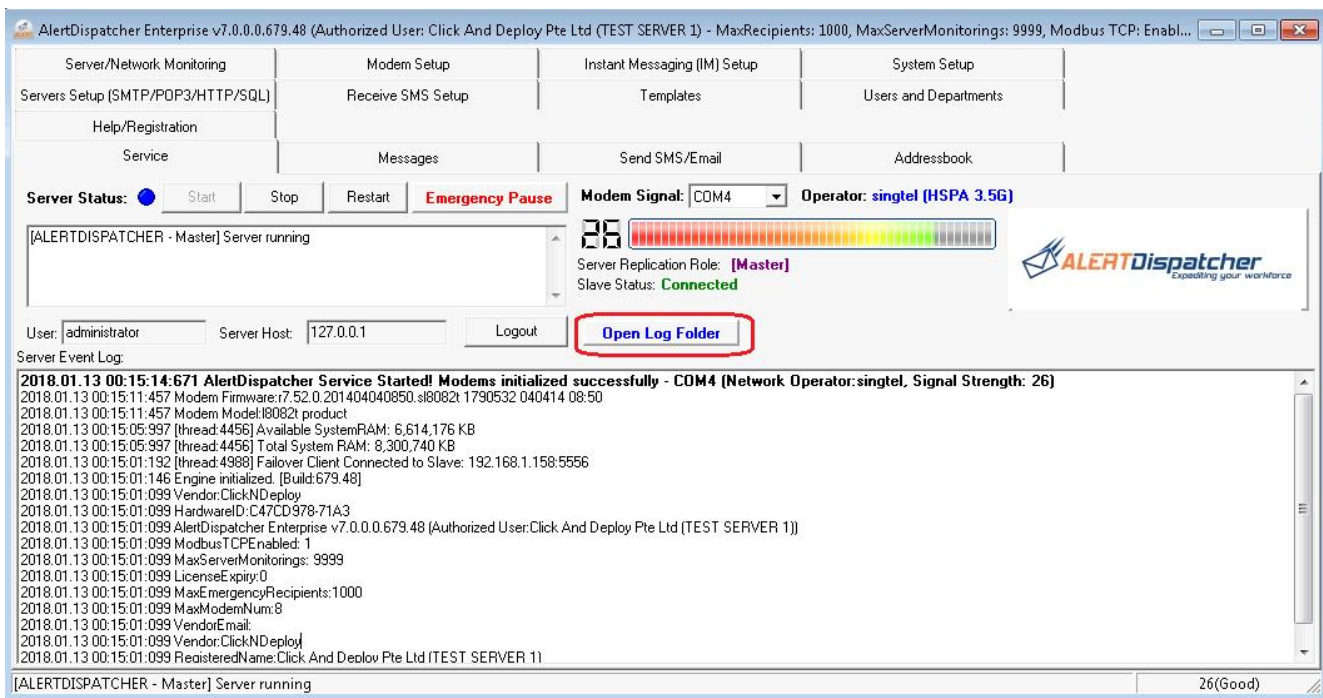 AlertDispatcher Enterprise v7.0.0.0.679.48 (Authorized User: Click And Deploy Pte Ltd (TEST SERVER 1) - MaxRecipients: 1000, MaxServerMonitorings: 9999, Modbus TCP: Enabl...
Server/Network Monitoring Modem Setup Instant Messaging (IM) Setup System Setup
Servers Setup (SMTP/POP3/HTTP/SQL) Receive SMS Setup Templates Users and Departments
Help/Registration
Service Messages Send SMS/Email Addressbook
Server Status: Start Stop Restart Emergency Pause Modem Signal: COM4 Operator: singtel (HSPA 3.5G)
[ALERTDISPATCHER - Master] Server running
26
Server Replication Role: [Master]
Slave Status: Connected
ALERTDispatcher
Expediting your workforce
User: administrator Server Host: 127.0.0.1 Logout Open Log Folder
Server Event Log:
2018.01.13 00:15:14:671 AlertDispatcher Service Started! Modems initialized successfully - COM4 (Network Operator:singtel, Signal Strength: 26)
2018.01.13 00:15:11:457 Modem Firmware:r7.52.0.201404040850.sl8082t 1790532 040414 08:50
2018.01.13 00:15:11:457 Modem Model:l8082t product
2018.01.13 00:15:05:997 [thread:4456] Available SystemRAM: 6,614,176 KB
2018.01.13 00:15:05:997 [thread:4456] Total System RAM: 8,300,740 KB
2018.01.13 00:15:01:192 [thread:4988] Failover Client Connected to Slave: 192.168.1.158:5556
2018.01.13 00:15:01:146 Engine initialized. [Build:679.48]
2018.01.13 00:15:01:099 Vendor:ClickNDeploy
2018.01.13 00:15:01:099 HardwareID:C47CD978-71A3
2018.01.13 00:15:01:099 AlertDispatcher Enterprise v7.0.0.0.679.48 (Authorized User:Click And Deploy Pte Ltd (TEST SERVER 1))
2018.01.13 00:15:01:099 ModbusTCPEnabled: 1
2018.01.13 00:15:01:099 MaxServerMonitorings: 9999
2018.01.13 00:15:01:099 LicenseExpiry:0
2018.01.13 00:15:01:099 MaxEmergencyRecipients:1000
2018.01.13 00:15:01:099 MaxModemNum:8
2018.01.13 00:15:01:099 VendorEmail:
2018.01.13 00:15:01:099 Vendor:ClickNDeploy
2018.01.13 00:15:01:099 RegisteredName:Click And Deploy Pte Ltd (TEST SERVER 1)
[ALERTDISPATCHER - Master] Server running 26(Good)